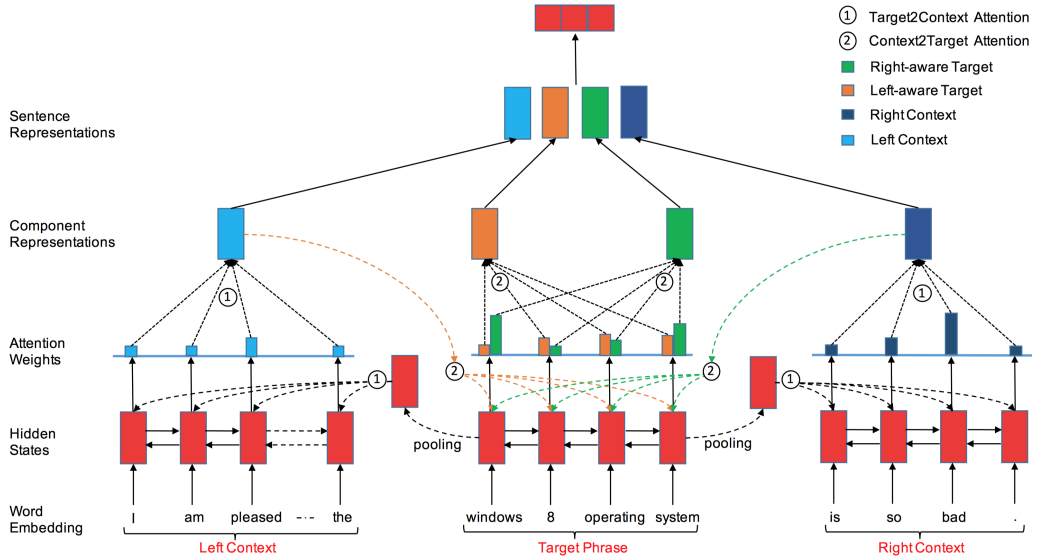 ① Target2Context Attention
② Context2Target Attention
Right-aware Target
Left-aware Target
Right Context
Left Context
Sentence
Representations
Component
Representations
① ② ② ①
Attention
Weights
① ② ② ①
Hidden
States
pooling pooling
Word
Embedding
I am pleased the windows 8 operating system is so bad .
Left Context Target Phrase Right Context